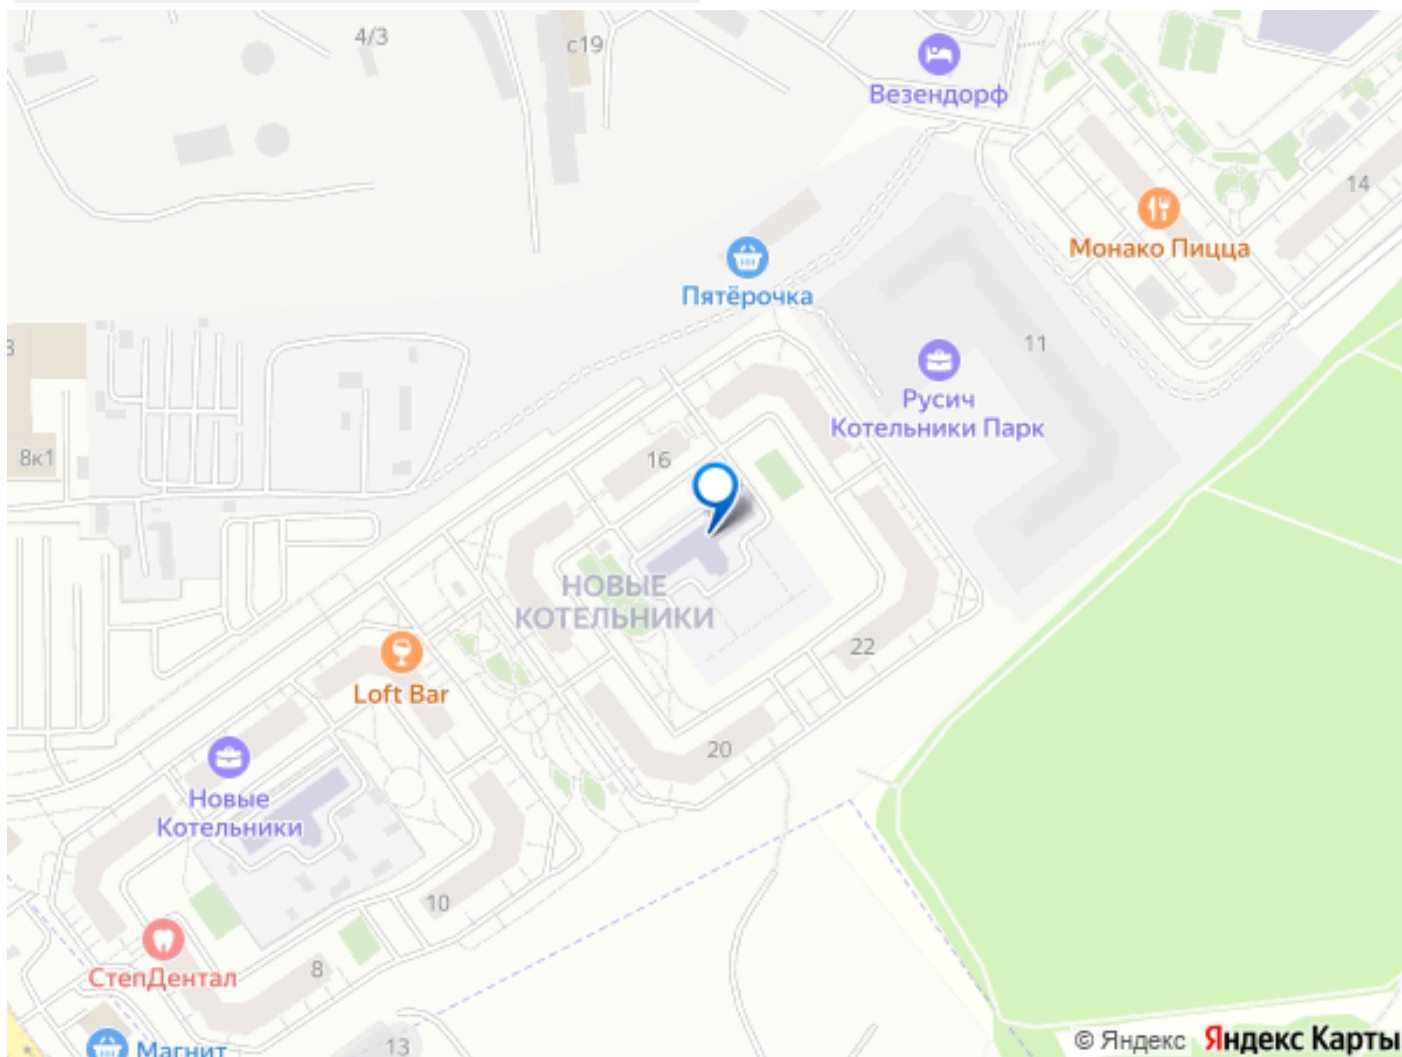 4/3
с19
Везендорф
14
Монако Пицца
Пятёрочка
11
Русич
Котельники Парк
8к1
16
НОВЫЕ
КОТЕЛЬНИКИ
22
Loft Bar
20
Новые
Котельники
10
СтепДентал
8
13
Магнит
© Яндекс Яндекс Карты